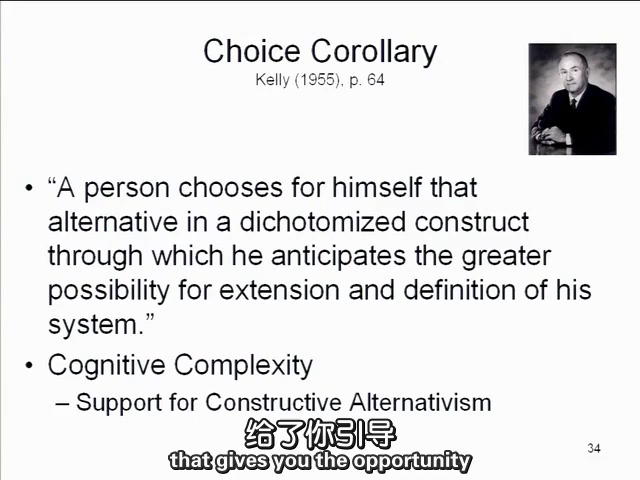 Choice Corollary
Kelly (1955), p. 64
• “A person chooses for himself that
alternative in a dichotomized construct
through which he anticipates the greater
possibility for extension and definition of his
system.”
• Cognitive Complexity
– Support for Constructive Alternativism
给了你引导
that gives you the opportunity
34